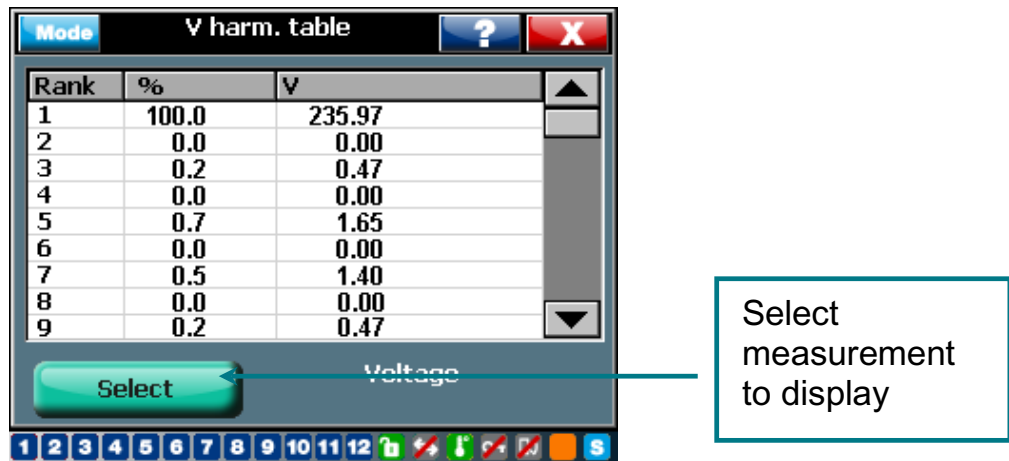 Mode V harm. table ? X
Rank % V
1 100.0 235.97
2 0.0 0.00
3 0.2 0.47
4 0.0 0.00
5 0.7 1.65
6 0.0 0.00
7 0.5 1.40
8 0.0 0.00
9 0.2 0.47
Select Voltage
1 2 3 4 5 6 7 8 9 10 11 12 S
Select
measurement
to display